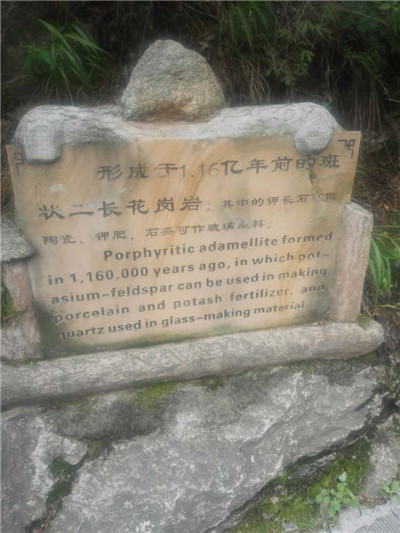 形成于1.16亿年前的斑
状二长花岗岩，其中的钾长石可做
陶瓷、钾肥，石英可作玻璃原料。
Porphyritic adamellite formed
in 1,160,000 years ago, in which pot-
asium-feldspar can be used in making
porcelain and potash fertilizer, and
quartz used in glass-making material